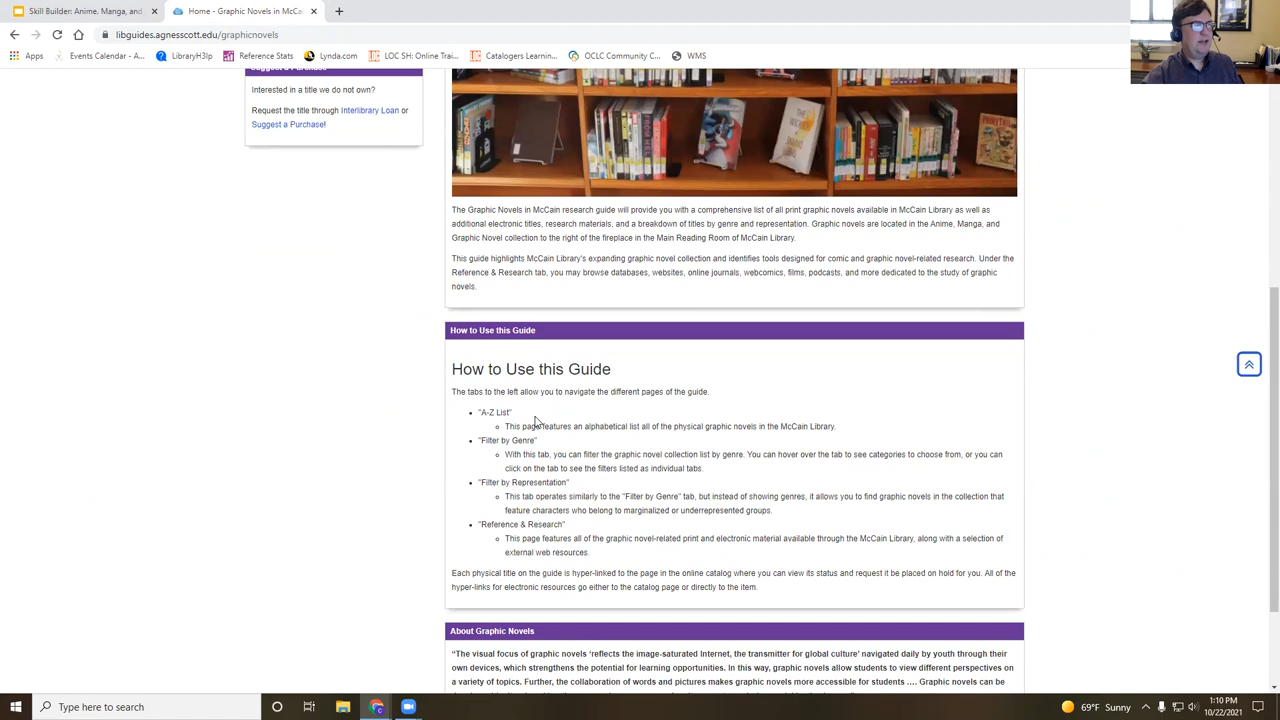 Skill Builder: Anime, Manga, and
Home - Graphic Novels in McCa
libguides.agnesscott.edu/graphicnovels
Apps
Events Calendar - A...
LibraryH3lp
Reference Stats
Lynda.com
LOC SH: Online Trai...
Catalogers Learnin...
OCLC Community C...
WMS
Suggest a Purchase!
Interested in a title we do not own?
Request the title through Interlibrary Loan or
Suggest a Purchase!
The Graphic Novels in McCain research guide will provide you with a comprehensive list of all print graphic novels available in McCain Library as well as
additional electronic titles, research materials, and a breakdown of titles by genre and representation. Graphic novels are located in the Anime, Manga, and
Graphic Novel collection to the right of the fireplace in the Main Reading Room of McCain Library.
This guide highlights McCain Library's expanding graphic novel collection and identifies tools designed for comic and graphic novel-related research. Under the
Reference & Research tab, you may browse databases, websites, online journals, webcomics, films, podcasts, and more dedicated to the study of graphic
novels.
How to Use this Guide
How to Use this Guide
The tabs to the left allow you to navigate the different pages of the guide.
"A-Z List"
This page features an alphabetical list all of the physical graphic novels in the McCain Library.
"Filter by Genre"
With this tab, you can filter the graphic novel collection list by genre. You can hover over the tab to see categories to choose from, or you can
click on the tab to see the filters listed as individual tabs.
"Filter by Representation"
This tab operates similarly to the "Filter by Genre" tab, but instead of showing genres, it allows you to find graphic novels in the collection that
feature characters who belong to marginalized or underrepresented groups.
"Reference & Research"
This page features all of the graphic novel-related print and electronic material available through the McCain Library, along with a selection of
external web resources.
Each physical title on the guide is hyper-linked to the page in the online catalog where you can view its status and request it be placed on hold for you. All of the
hyper-links for electronic resources go either to the catalog page or directly to the item.
About Graphic Novels
"The visual focus of graphic novels 'reflects the image-saturated Internet, the transmitter for global culture' navigated daily by youth through their
own devices, which strengthens the potential for learning opportunities. In this way, graphic novels allow students to view different perspectives on
a variety of topics. Further, the collaboration of words and pictures makes graphic novels more accessible for students .... Graphic novels can be
Type here to search
69°F Sunny
1:10 PM
10/22/2021